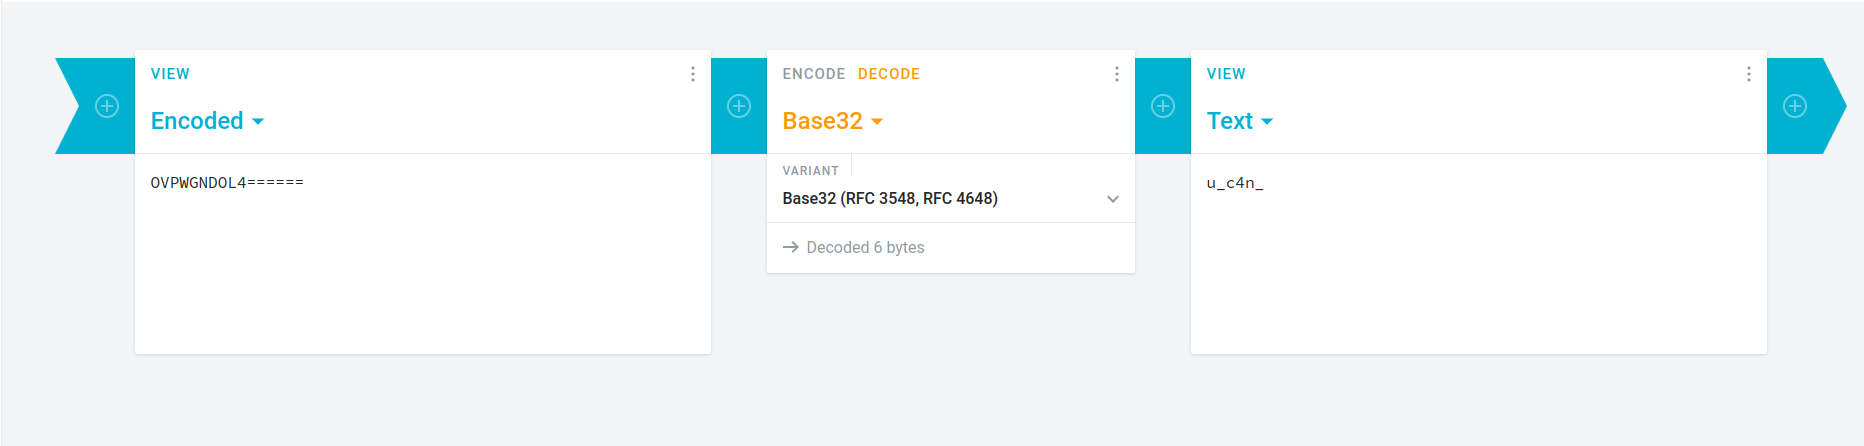 VIEW
Encoded
OVPWGNDOL4======
ENCODE DECODE
Base32
VARIANT
Base32 (RFC 3548, RFC 4648)
Decoded 6 bytes
VIEW
Text
u_c4n_